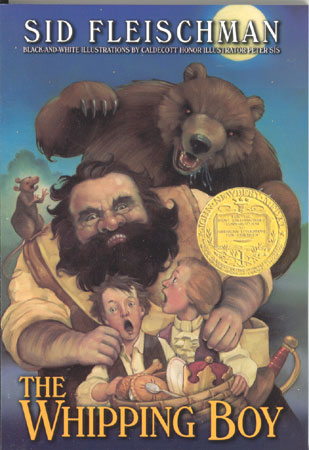 SID FLEISCHMAN
BLACK-AND-WHITE ILLUSTRATIONS BY CALDECOTT HONOR ILLUSTRATOR PETER SÍS
THE
WHIPPING BOY